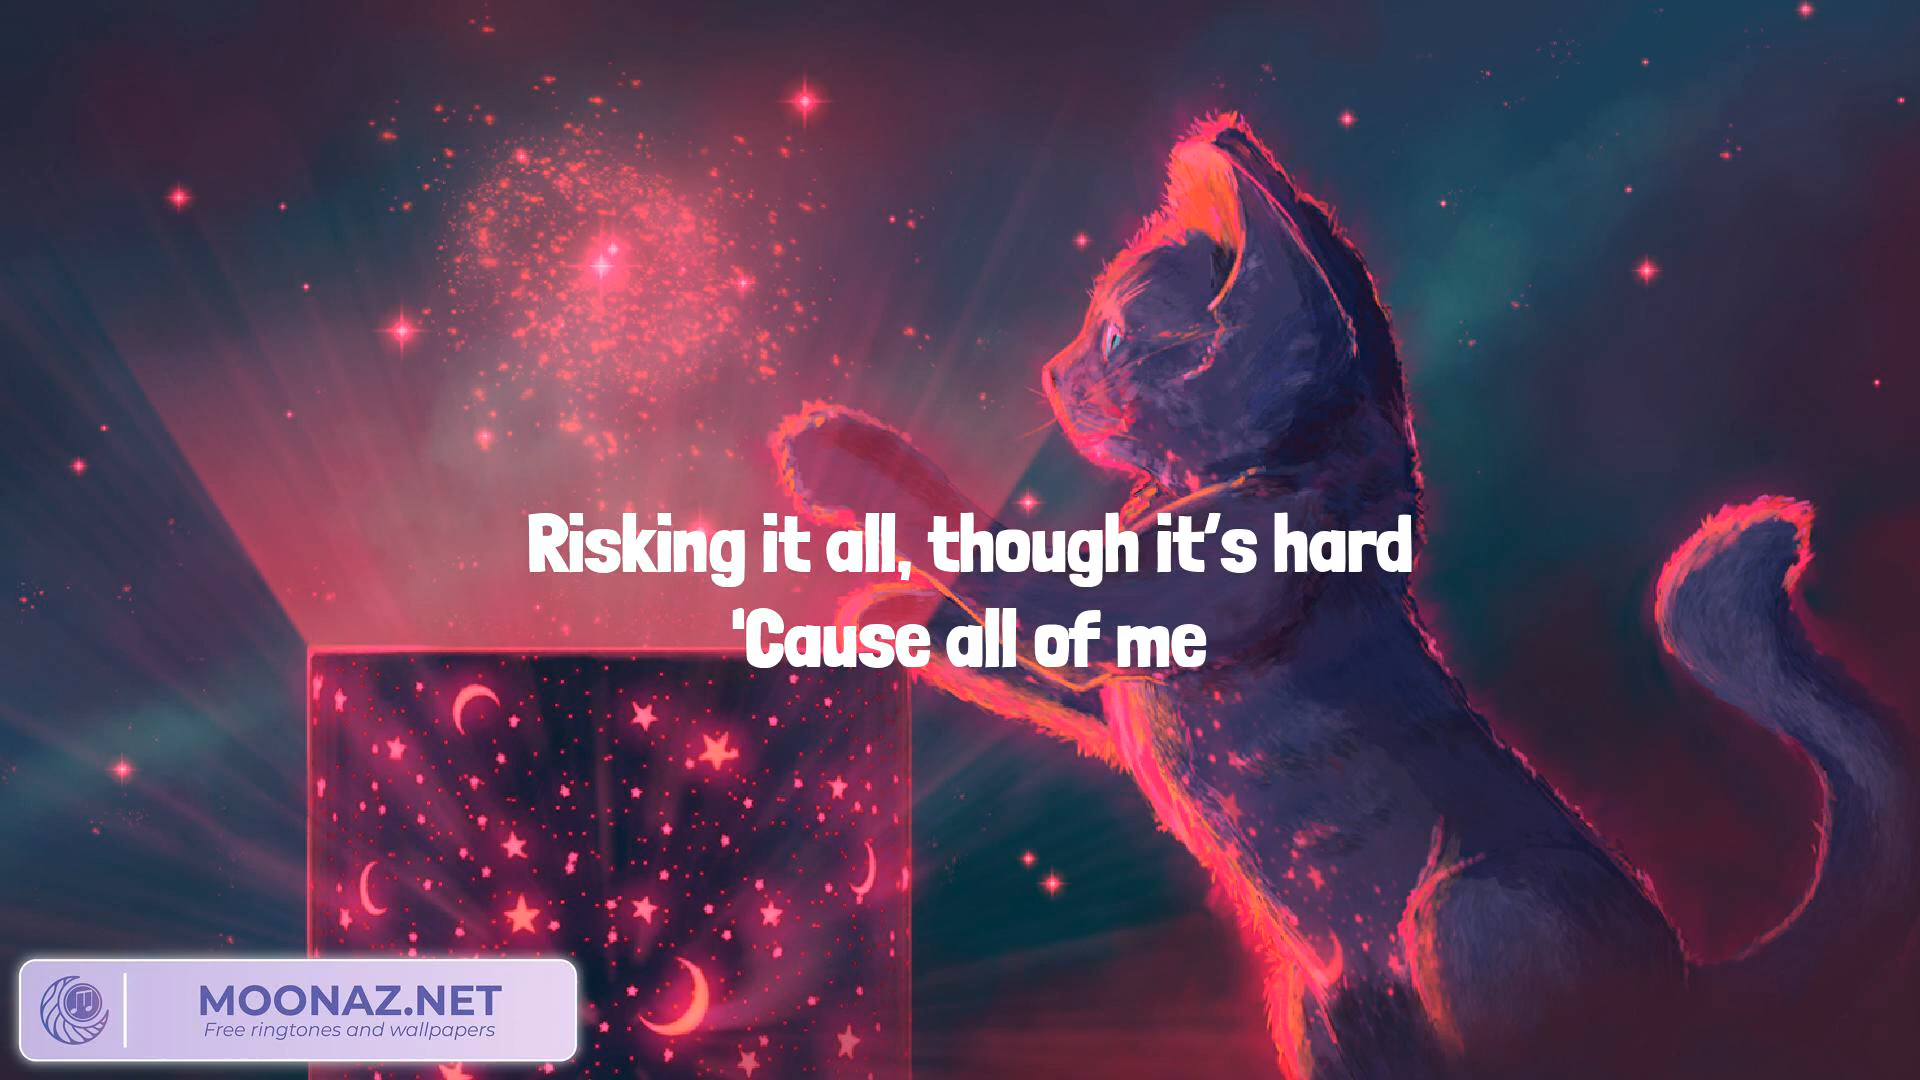 Risking it all, though it's hard
'Cause all of me
MOONAZ.NET
Free ringtones and wallpapers